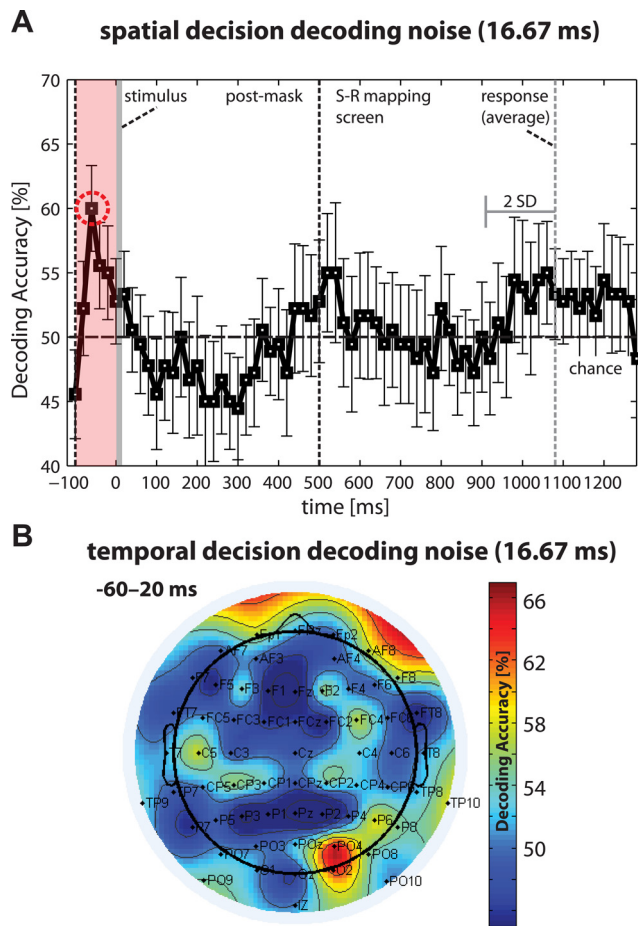 A
spatial decision decoding noise (16.67 ms)
70
65
60
55
50
45
40
Decoding Accuracy [%]
stimulus
post-mask
S-R mapping
screen
response
(average)
2 SD
chance
−100 0 100 200 300 400 500 600 700 800 900 1000 1100 1200
time [ms]
B
temporal decision decoding noise (16.67 ms)
-60–20 ms
Fp1 FPz Fp2
AF7 AF3 AF4 AF8
F7 F5 F3 F1 Fz F2 F4 F6 F8
FT7 FC5 FC3 FC1 FCz FC2 FC4 FC6 FT8
T7 C5 C3 Cz C4 C6 T8
TP9 TP7 CP5 CP3 CP1 CPz CP2 CP4 CP6 TP8 TP10
P7 P5 P3 P1 Pz P2 P4 P6 P8
PO9 PO7 PO3 POz PO4 PO8 PO10
O1 Oz O2
IZ
66
62
58
54
50
Decoding Accuracy [%]